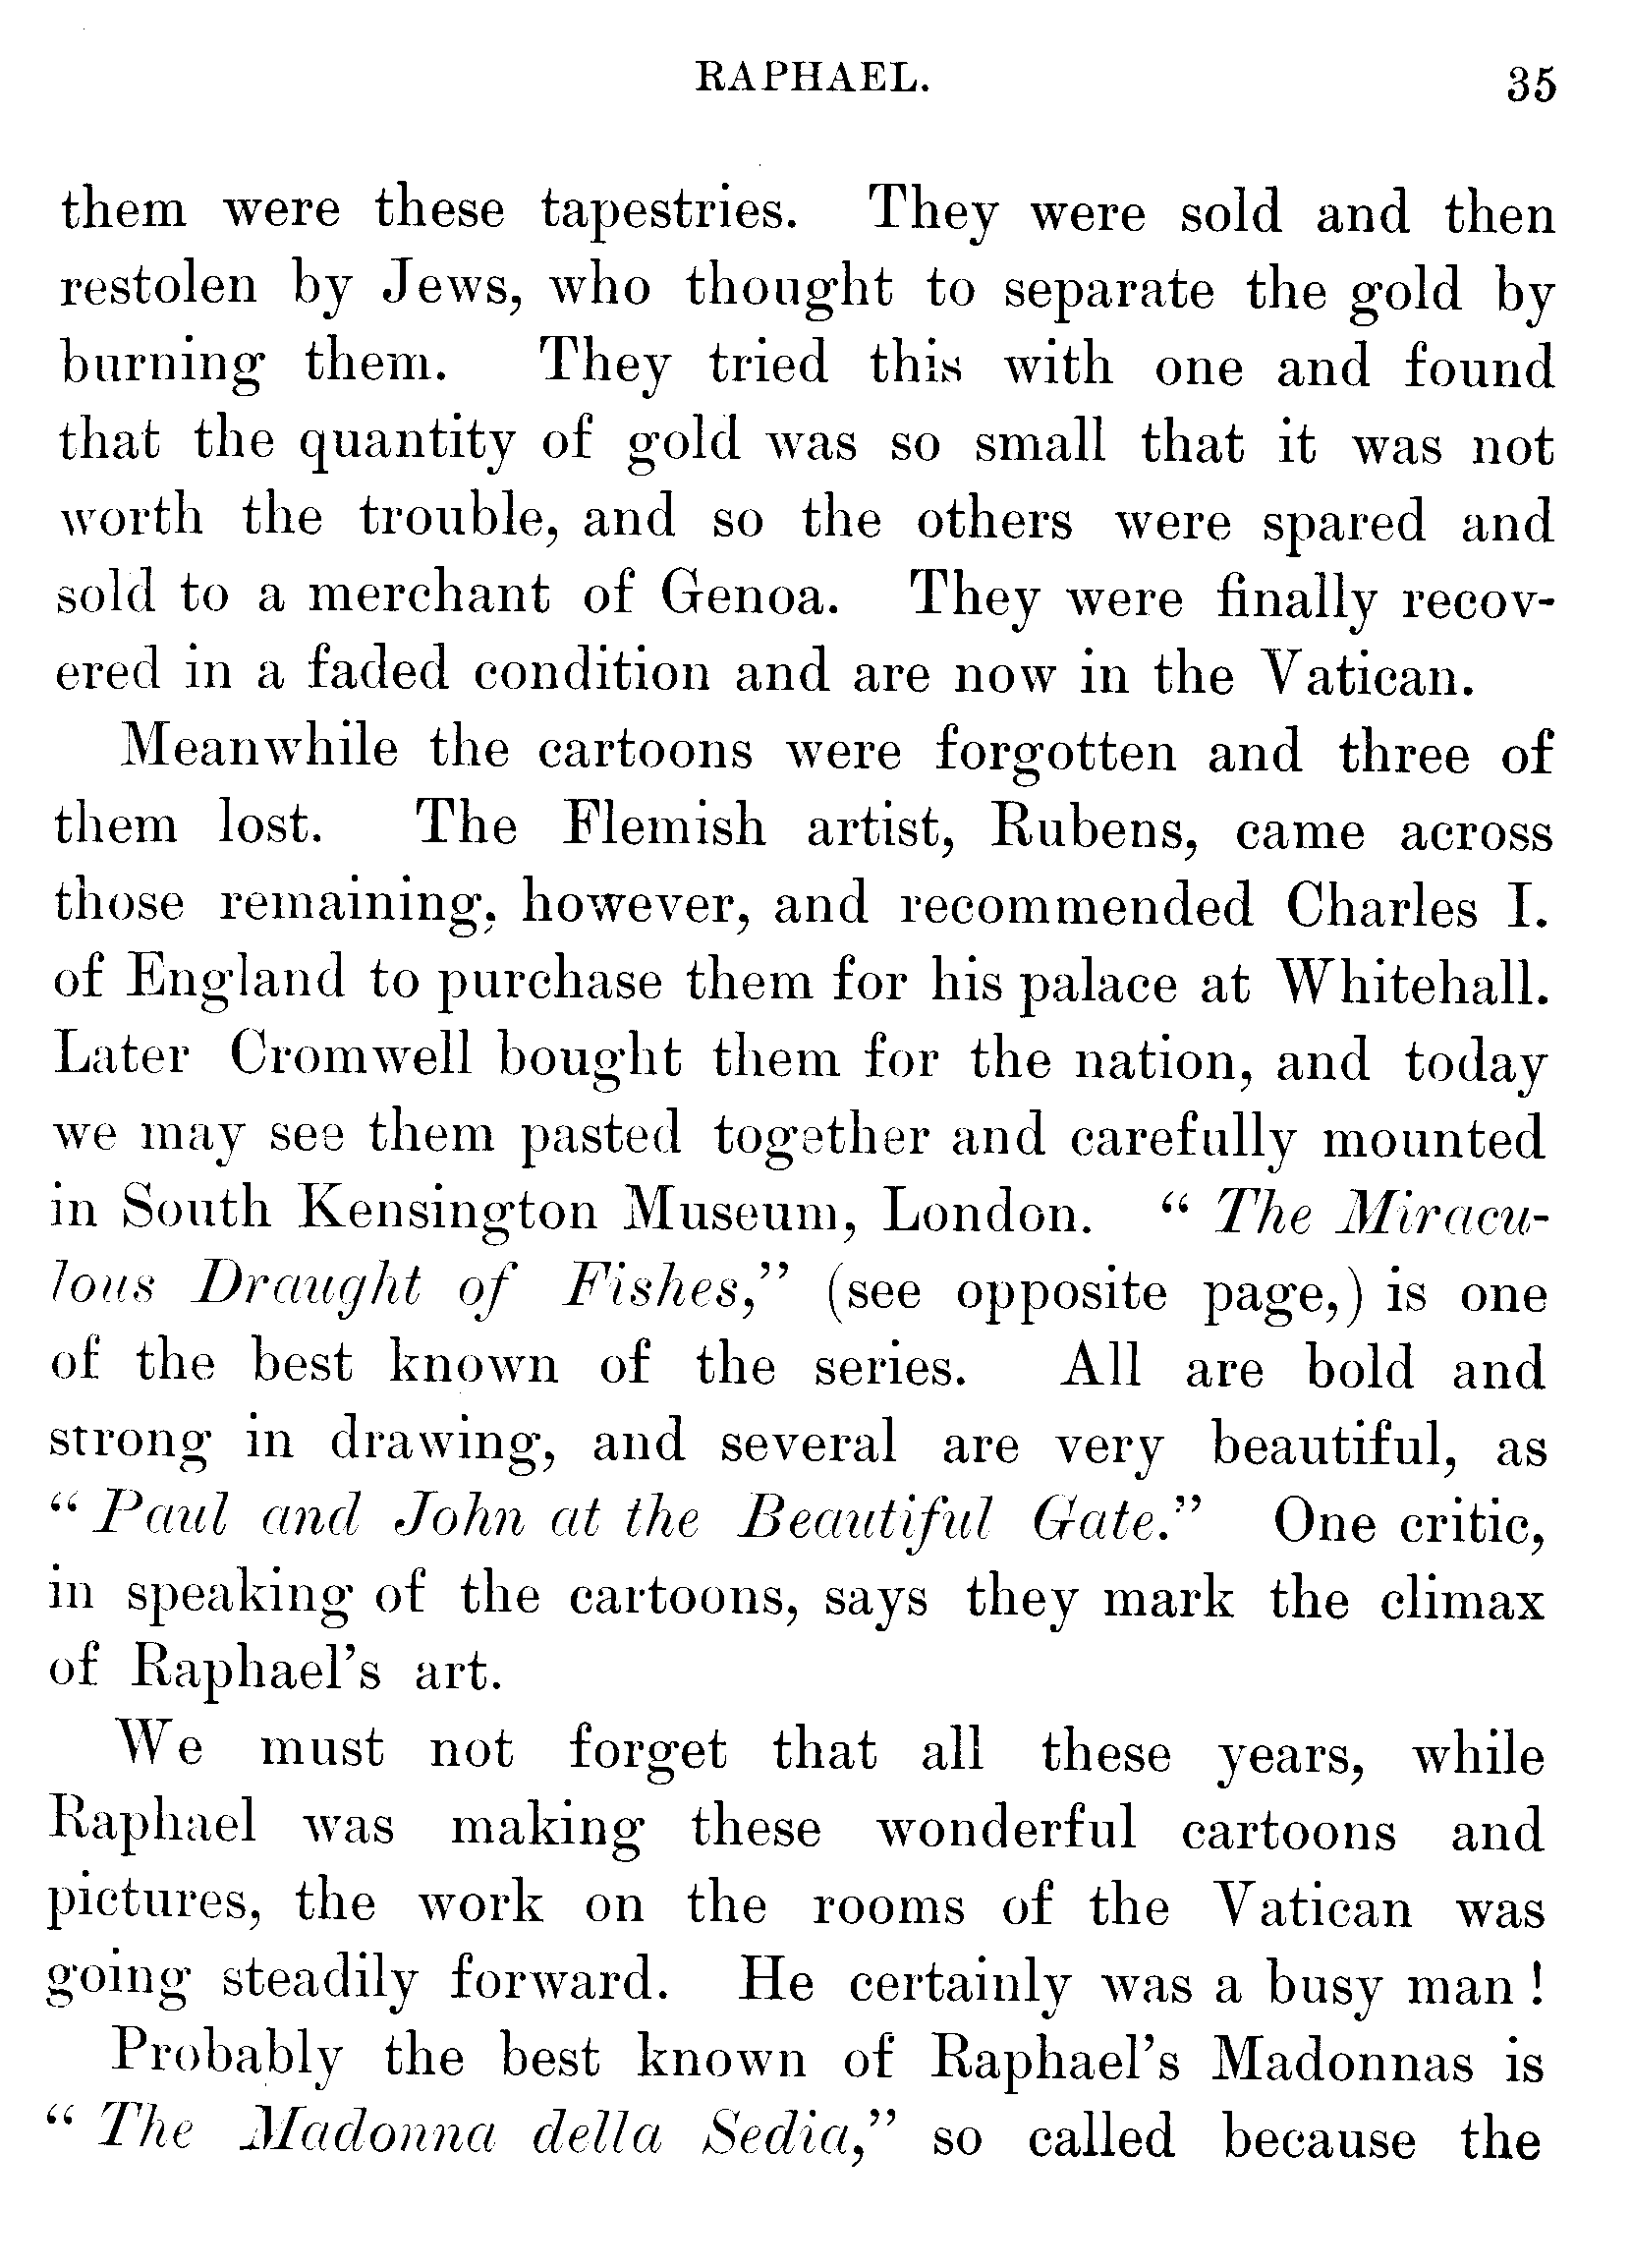 RAPHAEL. 35
them were these tapestries. They were sold and then
restolen by Jews, who thought to separate the gold by
burning them. They tried this with one and found
that the quantity of gold was so small that it was not
worth the trouble, and so the others were spared and
sold to a merchant of Genoa. They were finally recov-
ered in a faded condition and are now in the Vatican.
Meanwhile the cartoons were forgotten and three of
them lost. The Flemish artist, Rubens, came across
those remaining, however, and recommended Charles I.
of England to purchase them for his palace at Whitehall.
Later Cromwell bought them for the nation, and today
we may see them pasted together and carefully mounted
in South Kensington Museum, London. “ The Miracu-
lous Draught of Fishes,” (see opposite page,) is one
of the best known of the series. All are bold and
strong in drawing, and several are very beautiful, as
“ Paul and John at the Beautiful Gate.” One critic,
in speaking of the cartoons, says they mark the climax
of Raphael’s art.
We must not forget that all these years, while
Raphael was making these wonderful cartoons and
pictures, the work on the rooms of the Vatican was
going steadily forward. He certainly was a busy man !
Probably the best known of Raphael’s Madonnas is
“ The Madonna della Sedia,” so called because the